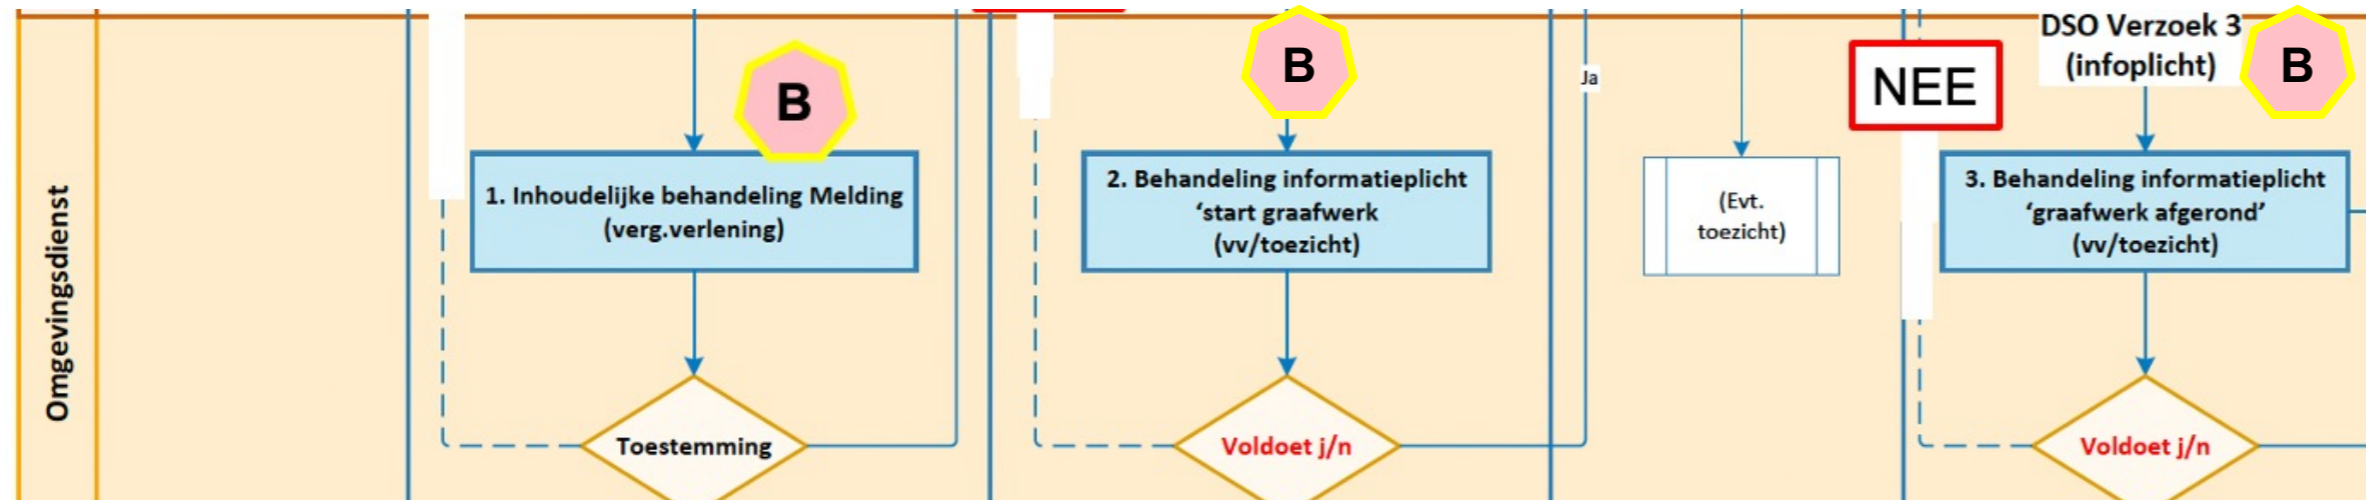 Omgevingsdienst
B
1. Inhoudelijke behandeling Melding
(verg.verlening)
Toestemming
B
2. Behandeling informatieplicht
‘start graafwerk
(vv/toezicht)
Voldoet j/n
Ja
(Evt.
toezicht)
NEE
DSO Verzoek 3
(infoplicht)
B
3. Behandeling informatieplicht
‘graafwerk afgerond’
(vv/toezicht)
Voldoet j/n